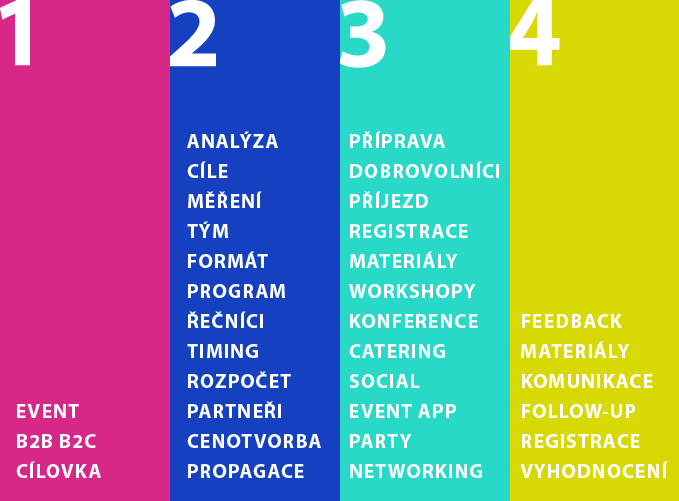 1
EVENT
B2B B2C
CÍLOVKA
2
ANALÝZA
CÍLE
MĚŘENÍ
TÝM
FORMÁT
PROGRAM
ŘEČNÍCI
TIMING
ROZPOČET
PARTNEŘI
CENOTVORBA
PROPAGACE
3
PŘÍPRAVA
DOBROVOLNÍCI
PŘÍJEZD
REGISTRACE
MATERIÁLY
WORKSHOPY
KONFERENCE
CATERING
SOCIAL
EVENT APP
PARTY
NETWORKING
4
FEEDBACK
MATERIÁLY
KOMUNIKACE
FOLLOW-UP
REGISTRACE
VYHODNOCENÍ